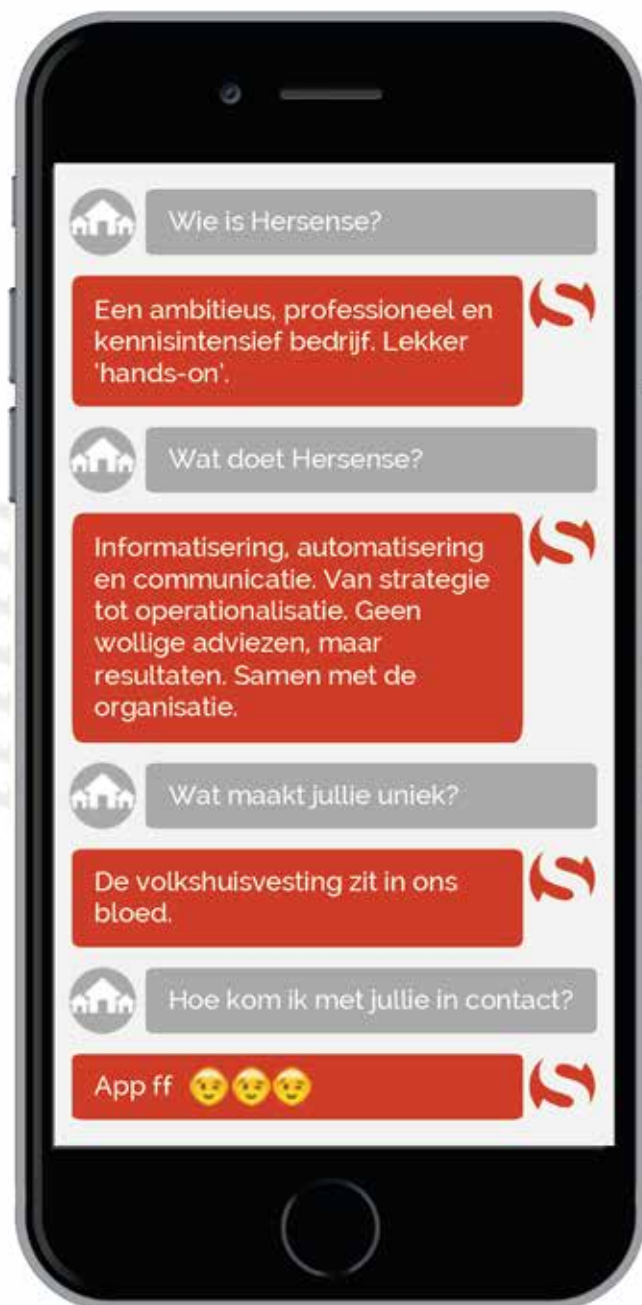 Wie is Hersense?
Een ambitieus, professioneel en
kennisintensief bedrijf. Lekker
'hands-on'.
Wat doet Hersense?
Informatisering, automatisering
en communicatie. Van strategie
tot operationalisatie. Geen
wollige adviezen, maar
resultaten. Samen met de
organisatie.
Wat maakt jullie uniek?
De volkshuisvesting zit in ons
bloed.
Hoe kom ik met jullie in contact?
App ff 😉😉😉